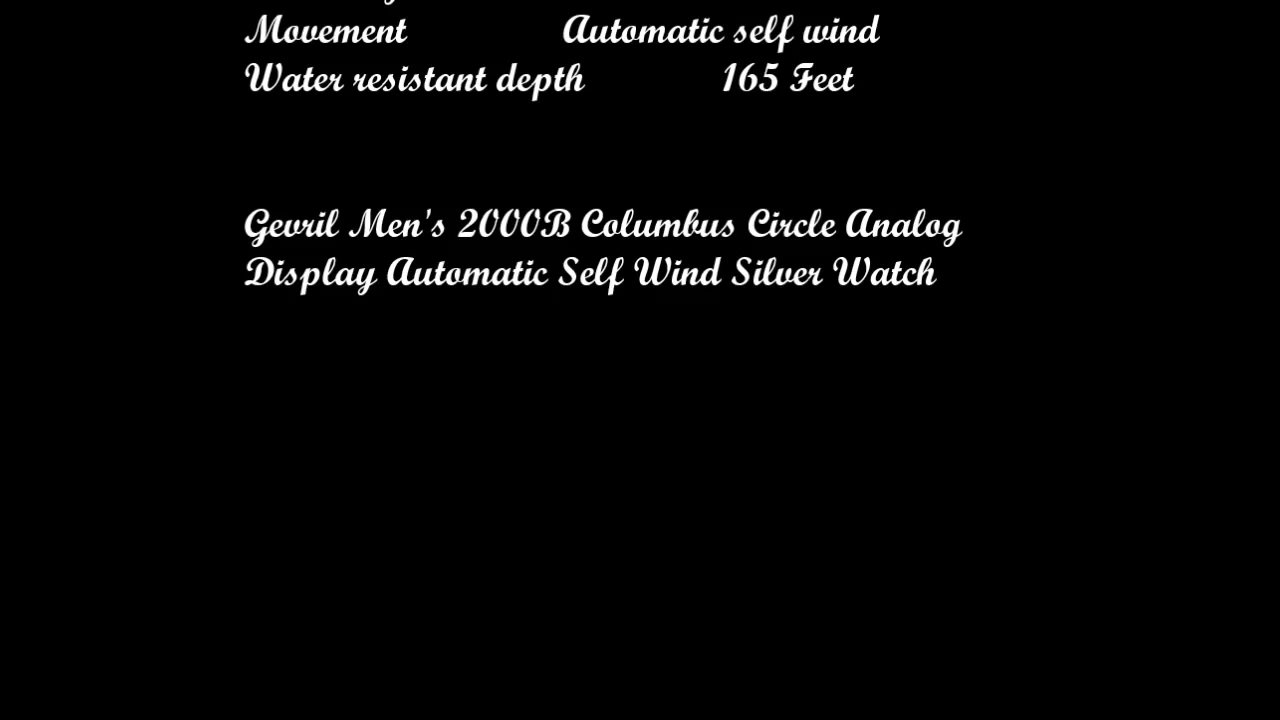 Movement Automatic self wind
Water resistant depth 165 Feet
Gevril Men's 2000B Columbus Circle Analog
Display Automatic Self Wind Silver Watch